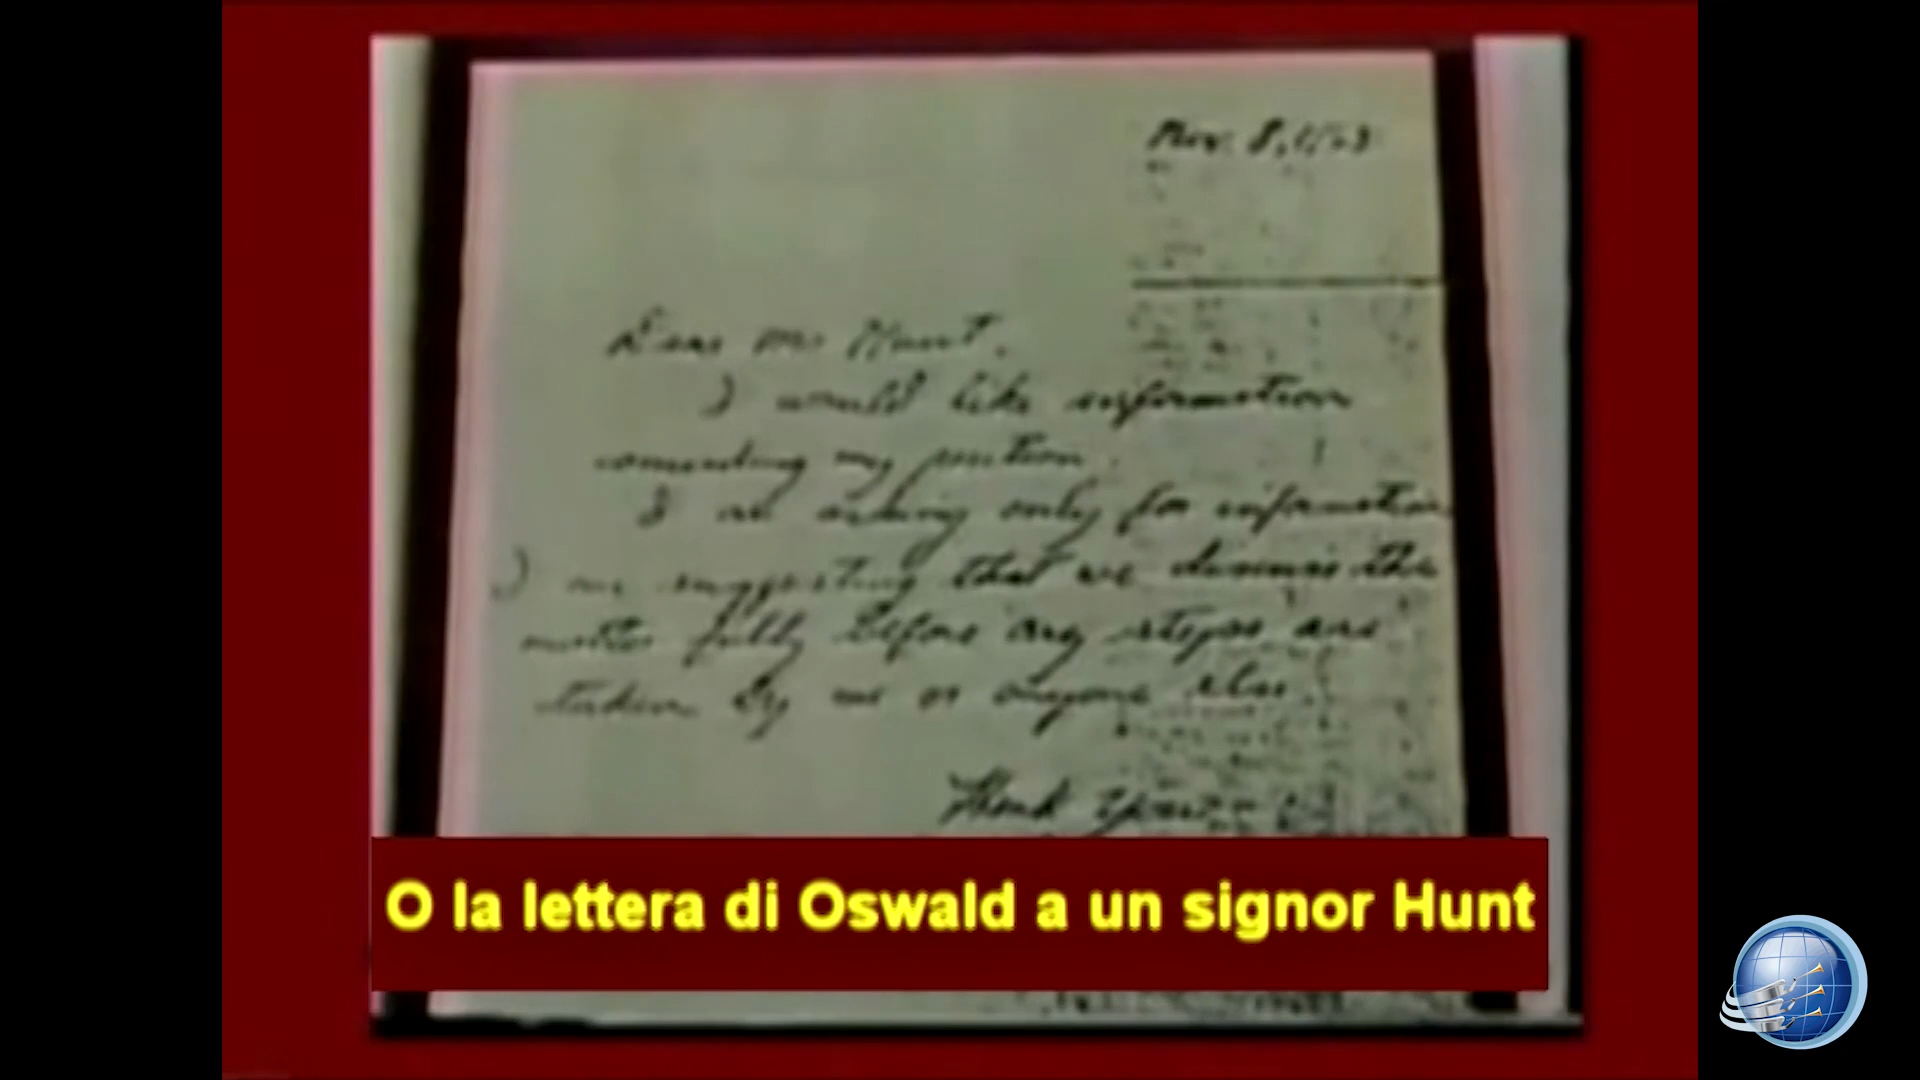 Nov. 8, 1963
Dear Mr Hunt,
I would like information
concerding my position.
I am asking only for information
I am suggesting that we discuss the
matter fully before any steps are
taken by me or anyone else.
Thank You
O la lettera di Oswald a un signor Hunt